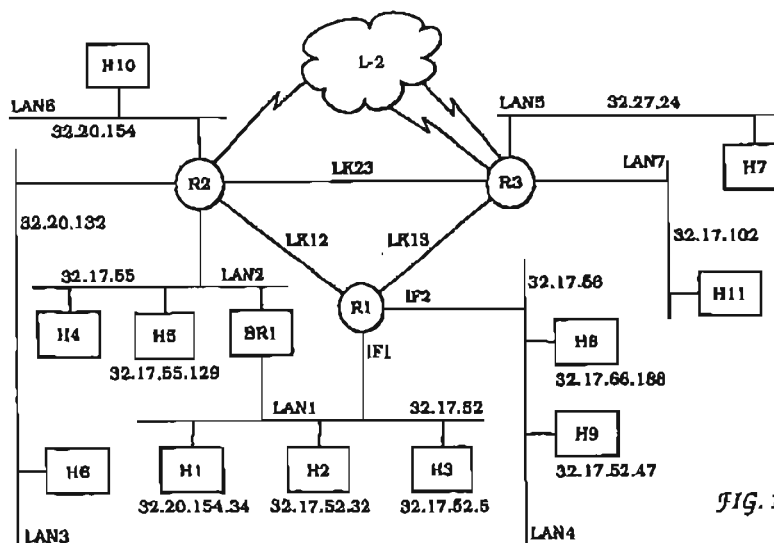 H10
L-2
LAN6
32.20.154
LAN5
32.27.24
R2
LK23
R3
H7
LAN7
32.20.132
LK12
LK13
32.17.102
32.17.55
LAN2
R1
IF2
32.17.56
H11
H4
H5
BR1
IF1
H8
32.17.55.129
32.17.66.188
LAN1
32.17.52
H9
H6
H1
H2
H3
32.17.52.47
32.20.154.34
32.17.52.32
32.17.52.5
FIG.
LAN3
LAN4